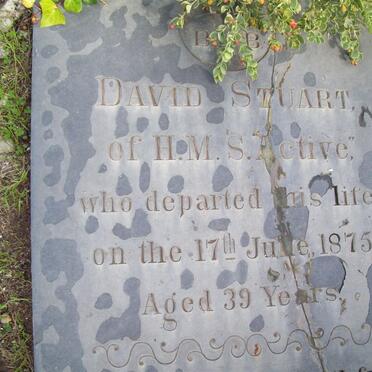 DAVID STUART,
of H.M.S. "Active,"
who departed this life
on the 17th June, 1875,
Aged 39 Years,